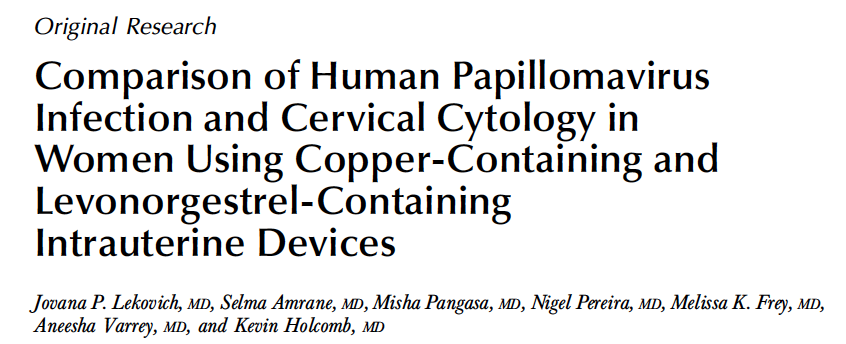 Original Research
Comparison of Human Papillomavirus
Infection and Cervical Cytology in
Women Using Copper-Containing and
Levonorgestrel-Containing
Intrauterine Devices
Jovana P. Lekovich, MD, Selma Amrane, MD, Misha Pangasa, MD, Nigel Pereira, MD, Melissa K. Frey, MD,
Aneesha Varrey, MD, and Kevin Holcomb, MD